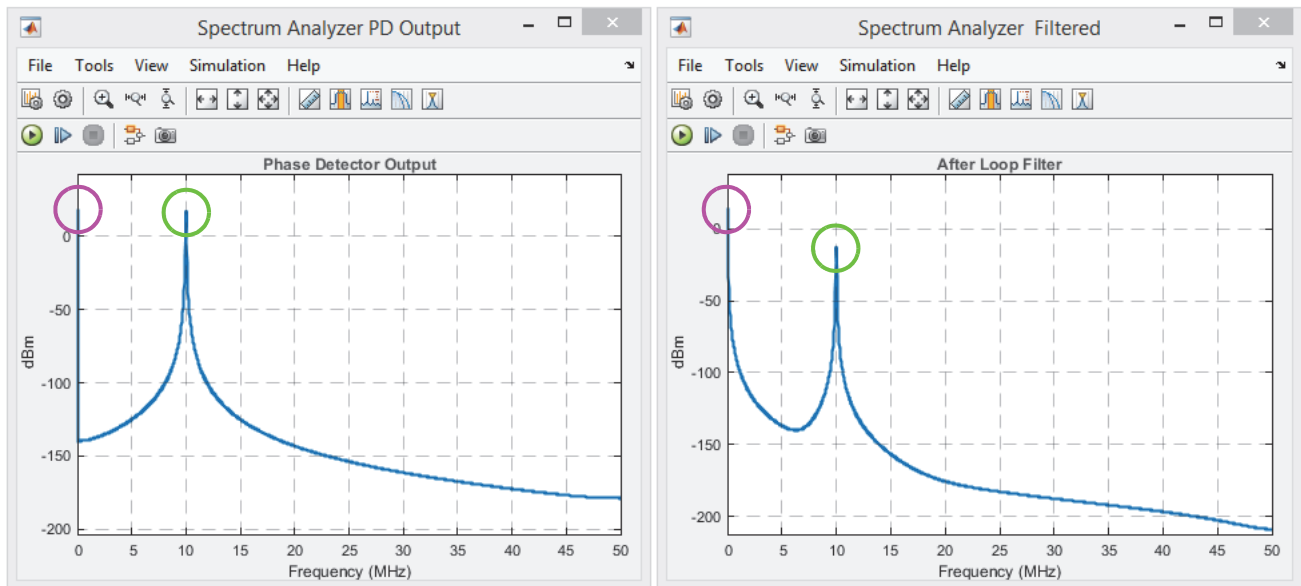 Spectrum Analyzer PD Output
File Tools View Simulation Help
Phase Detector Output
0
-50
-100
-150
-200
dBm
0 5 10 15 20 25 30 35 40 45 50
Frequency (MHz)
Spectrum Analyzer Filtered
File Tools View Simulation Help
After Loop Filter
0
-50
-100
-150
-200
dBm
0 5 10 15 20 25 30 35 40 45 50
Frequency (MHz)